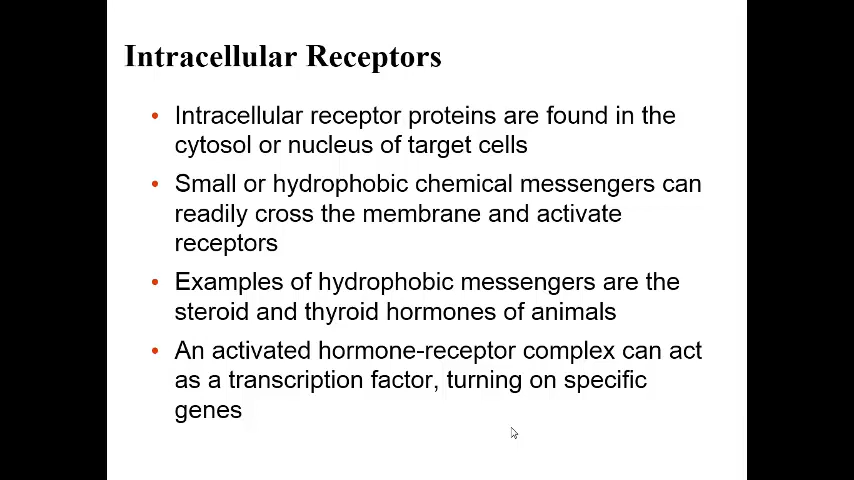 Intracellular Receptors
• Intracellular receptor proteins are found in the
cytosol or nucleus of target cells
• Small or hydrophobic chemical messengers can
readily cross the membrane and activate
receptors
• Examples of hydrophobic messengers are the
steroid and thyroid hormones of animals
• An activated hormone-receptor complex can act
as a transcription factor, turning on specific
genes